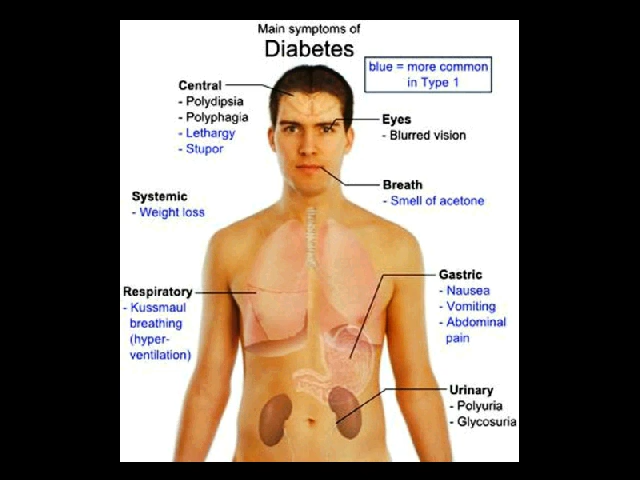 Main symptoms of
Diabetes
blue = more common
in Type 1
Central
- Polydipsia
- Polyphagia
- Lethargy
- Stupor
Eyes
- Blurred vision
Breath
- Smell of acetone
Systemic
- Weight loss
Respiratory
- Kussmaul
breathing
(hyper-
ventilation)
Gastric
- Nausea
- Vomiting
- Abdominal
pain
Urinary
- Polyuria
- Glycosuria